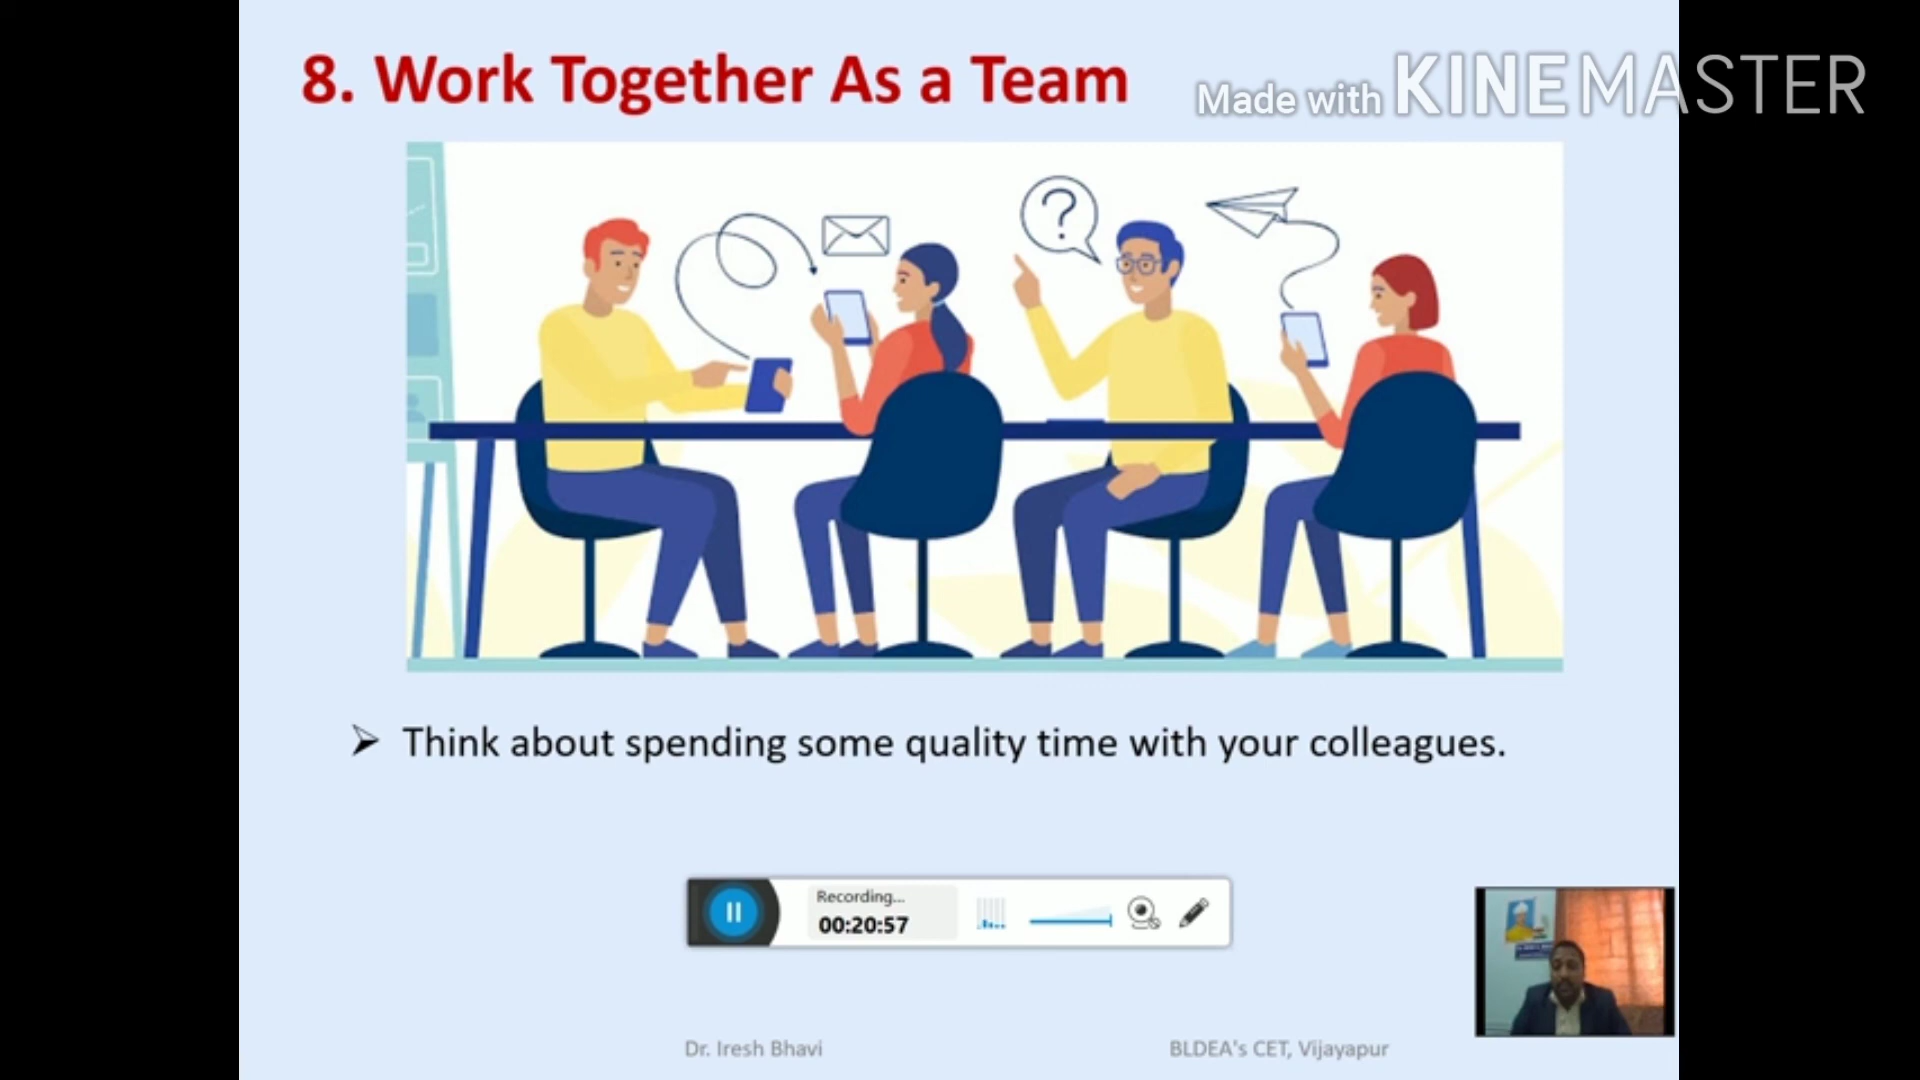 8. Work Together As a Team
Made with KINEMASTER
?
➢ Think about spending some quality time with your colleagues.
Recording...
00:20:57
Dr. Iresh Bhavi
BLDEA's CET, Vijayapur